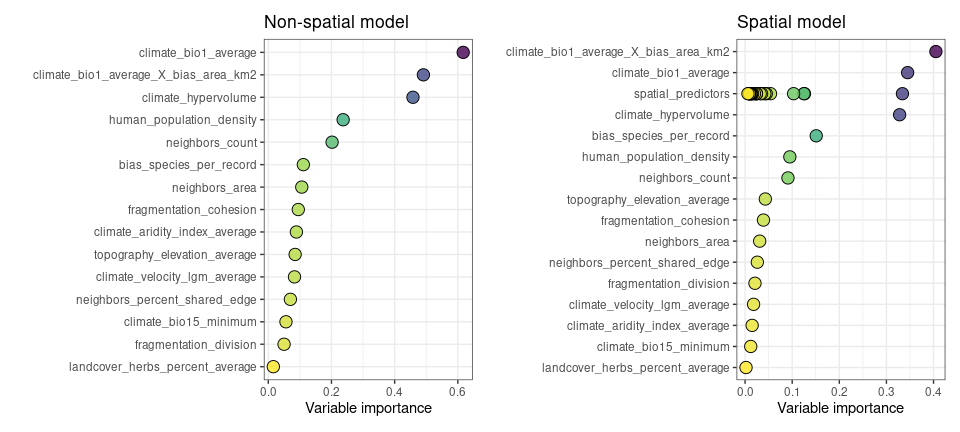 Non-spatial model
climate_bio1_average
climate_bio1_average_X_bias_area_km2
climate_hypervolume
human_population_density
neighbors_count
bias_species_per_record
neighbors_area
fragmentation_cohesion
climate_aridity_index_average
topography_elevation_average
climate_velocity_lgm_average
neighbors_percent_shared_edge
climate_bio15_minimum
fragmentation_division
landcover_herbs_percent_average
0.0 0.2 0.4 0.6
Variable importance
Spatial model
climate_bio1_average_X_bias_area_km2
climate_bio1_average
spatial_predictors
climate_hypervolume
bias_species_per_record
human_population_density
neighbors_count
topography_elevation_average
fragmentation_cohesion
neighbors_area
neighbors_percent_shared_edge
fragmentation_division
climate_velocity_lgm_average
climate_aridity_index_average
climate_bio15_minimum
landcover_herbs_percent_average
0.0 0.1 0.2 0.3 0.4
Variable importance